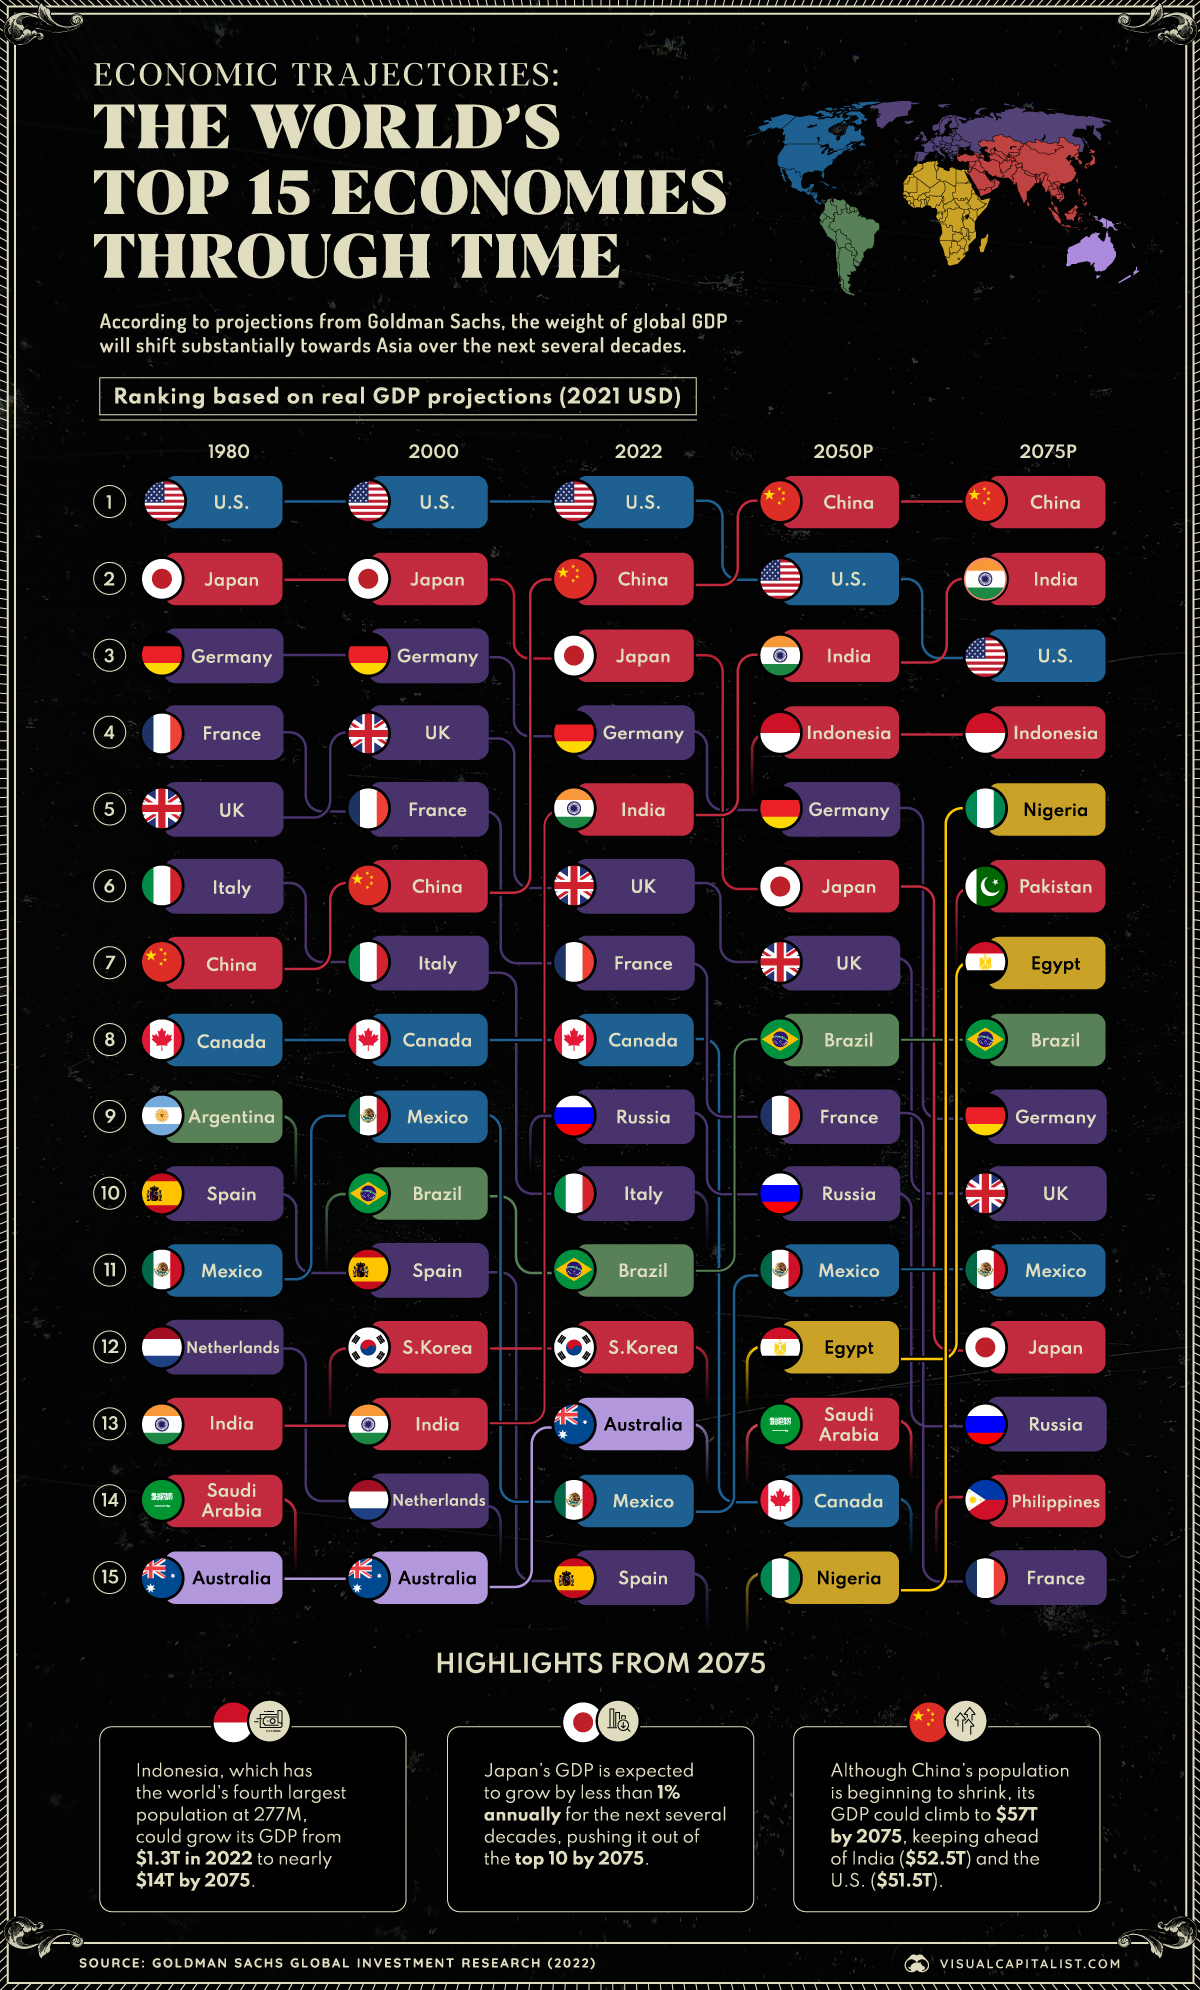 ECONOMIC TRAJECTORIES:
THE WORLD'S
TOP 15 ECONOMIES
THROUGH TIME
According to projections from Goldman Sachs, the weight of global GDP
will shift substantially towards Asia over the next several decades.
Ranking based on real GDP projections (2021 USD)
1980 2000 2022 2050P 2075P
1 U.S. U.S. U.S. China China
2 Japan Japan China U.S. India
3 Germany Germany Japan India U.S.
4 France UK Germany Indonesia Indonesia
5 UK France India Germany Nigeria
6 Italy China UK Japan Pakistan
7 China Italy France UK Egypt
8 Canada Canada Canada Brazil Brazil
9 Argentina Mexico Russia France Germany
10 Spain Brazil Italy Russia UK
11 Mexico Spain Brazil Mexico Mexico
12 Netherlands S.Korea S.Korea Egypt Japan
13 India India Australia Saudi Arabia Russia
14 Saudi Arabia Netherlands Mexico Canada Philippines
15 Australia Australia Spain Nigeria France
HIGHLIGHTS FROM 2075
Indonesia, which has
the world's fourth largest
population at 277M,
could grow its GDP from
$1.3T in 2022 to nearly
$14T by 2075.
Japan's GDP is expected
to grow by less than 1%
annually for the next several
decades, pushing it out of
the top 10 by 2075.
Although China's population
is beginning to shrink, its
GDP could climb to $57T
by 2075, keeping ahead
of India ($52.5T) and the
U.S. ($51.5T).
SOURCE: GOLDMAN SACHS GLOBAL INVESTMENT RESEARCH (2022)
VISUALCAPITALIST.COM